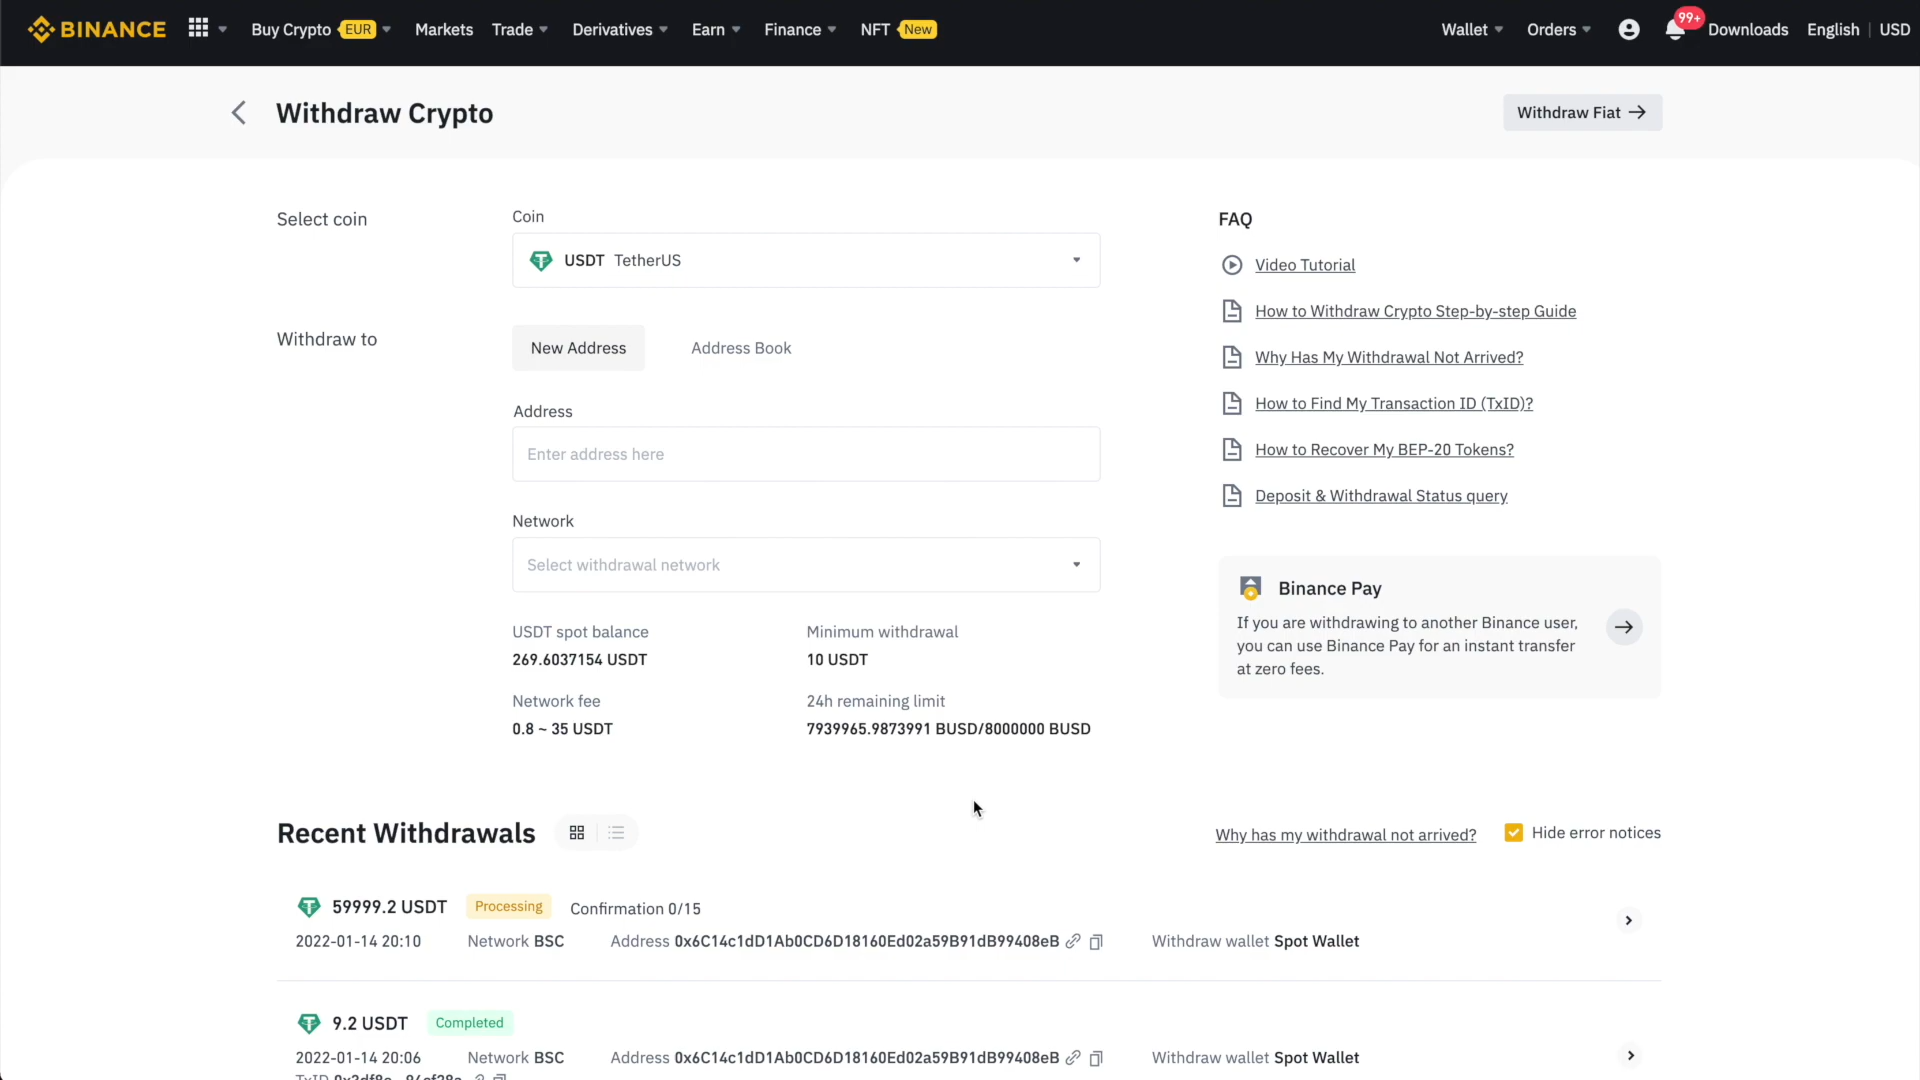 BINANCE Buy Crypto EUR Markets Trade Derivatives Earn Finance NFT New Wallet Orders 99+ Downloads English | USD
Withdraw Crypto
Withdraw Fiat →
Select coin
Coin
USDT TetherUS
Withdraw to
New Address Address Book
Address
Enter address here
Network
Select withdrawal network
USDT spot balance
269.6037154 USDT
Minimum withdrawal
10 USDT
Network fee
0.8 ~ 35 USDT
24h remaining limit
7939965.9873991 BUSD/8000000 BUSD
FAQ
Video Tutorial
How to Withdraw Crypto Step-by-step Guide
Why Has My Withdrawal Not Arrived?
How to Find My Transaction ID (TxID)?
How to Recover My BEP-20 Tokens?
Deposit & Withdrawal Status query
Binance Pay
If you are withdrawing to another Binance user,
you can use Binance Pay for an instant transfer
at zero fees.
Recent Withdrawals
Why has my withdrawal not arrived? Hide error notices
59999.2 USDT Processing Confirmation 0/15
2022-01-14 20:10 Network BSC Address 0x6C14c1dD1Ab0CD6D18160Ed02a59B91dB99408eB Withdraw wallet Spot Wallet
9.2 USDT Completed
2022-01-14 20:06 Network BSC Address 0x6C14c1dD1Ab0CD6D18160Ed02a59B91dB99408eB Withdraw wallet Spot Wallet
TxID